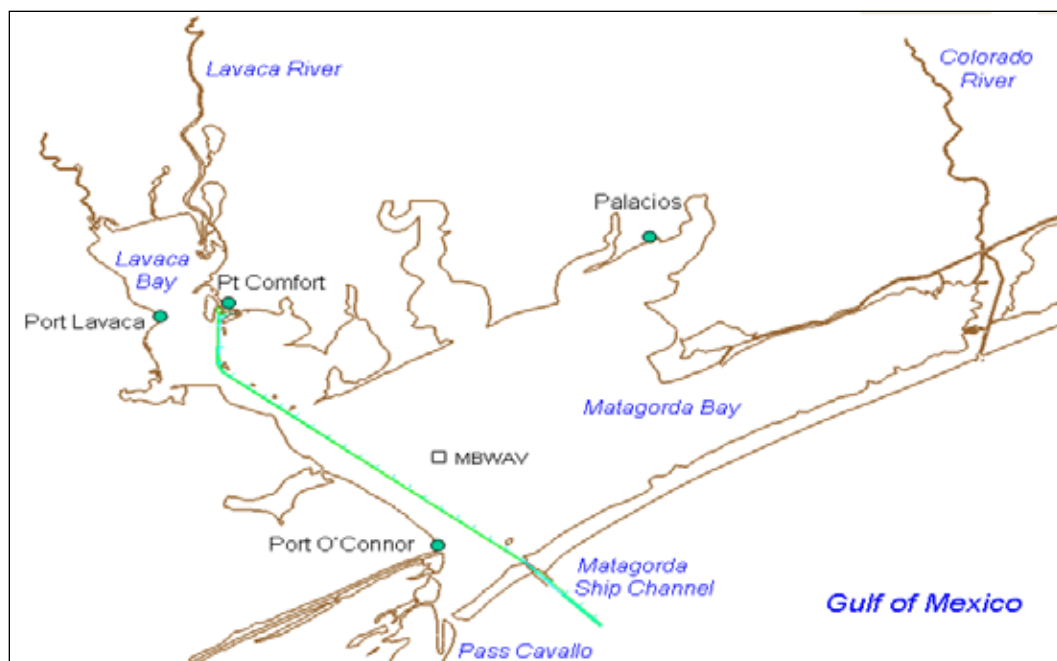 Lavaca River
Colorado
River
Palacios
Lavaca
Bay
Pt Comfort
Port Lavaca
Matagorda Bay
MBWAV
Port O'Connor
Matagorda
Ship Channel
Gulf of Mexico
Pass Cavallo